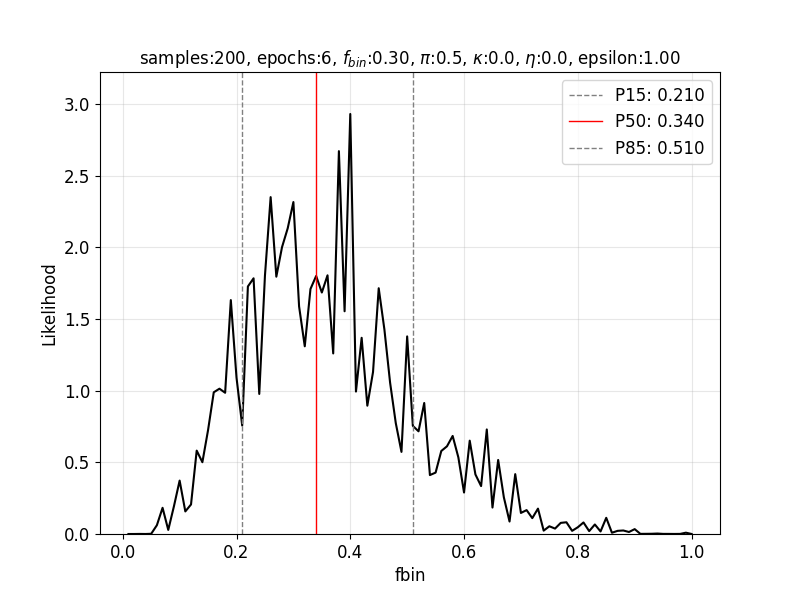 samples:200, epochs:6, f_bin:0.30, π:0.5, κ:0.0, η:0.0, epsilon:1.00
P15: 0.210
P50: 0.340
P85: 0.510
Likelihood
3.0
2.5
2.0
1.5
1.0
0.5
0.0
0.0 0.2 0.4 0.6 0.8 1.0
fbin